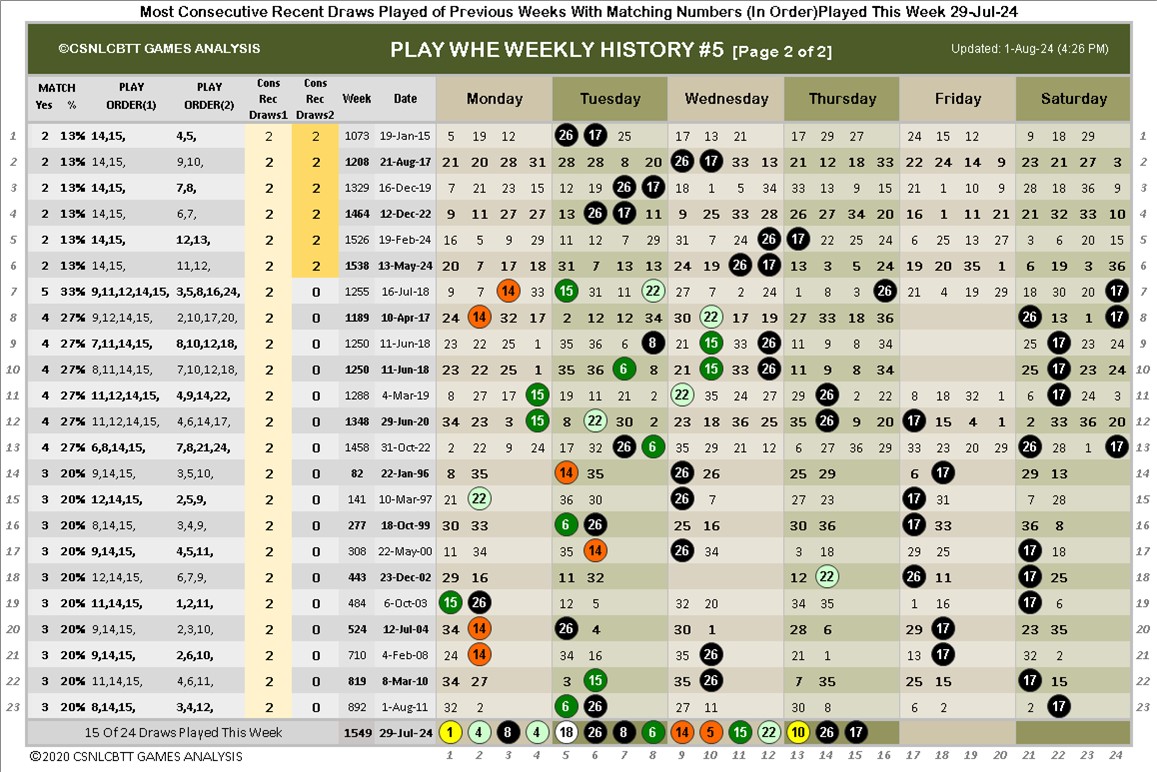 Most Consecutive Recent Draws Played of Previous Weeks With Matching Numbers (In Order)Played This Week 29-Jul-24
©CSNLCBTT GAMES ANALYSIS PLAY WHE WEEKLY HISTORY #5 [Page 2 of 2] Updated: 1-Aug-24 (4:26 PM)
MATCH Yes % PLAY ORDER(1) PLAY ORDER(2) Cons Rec Draws1 Cons Rec Draws2 Week Date Monday Tuesday Wednesday Thursday Friday Saturday
1 2 13% 14,15, 4,5, 2 2 1073 19-Jan-15 5 19 12 26 17 25 17 13 21 17 29 27 24 15 12 9 18 29 1
2 2 13% 14,15, 9,10, 2 2 1208 21-Aug-17 21 20 28 31 28 28 8 20 26 17 33 13 21 12 18 33 22 24 14 9 23 21 27 3 2
3 2 13% 14,15, 7,8, 2 2 1329 16-Dec-19 7 21 23 15 12 19 26 17 18 1 5 34 33 13 9 15 21 1 10 9 28 18 36 9 3
4 2 13% 14,15, 6,7, 2 2 1464 12-Dec-22 9 11 27 27 13 26 17 11 9 25 33 28 26 27 34 20 16 1 11 21 21 32 33 10 4
5 2 13% 14,15, 12,13, 2 2 1526 19-Feb-24 16 5 9 29 11 12 7 29 31 7 24 26 17 22 25 24 6 25 13 27 3 6 20 15 5
6 2 13% 14,15, 11,12, 2 2 1538 13-May-24 20 7 17 18 31 7 13 13 24 19 26 17 13 3 5 24 19 20 35 1 6 19 3 36 6
7 5 33% 9,11,12,14,15, 3,5,8,16,24, 2 0 1255 16-Jul-18 9 7 14 33 15 31 11 22 27 7 2 24 1 8 3 26 21 4 19 29 18 30 20 17 7
8 4 27% 9,12,14,15, 2,10,17,20, 2 0 1189 10-Apr-17 24 14 32 17 2 12 12 34 30 22 17 19 27 33 18 36 26 13 1 17 8
9 4 27% 7,11,14,15, 8,10,12,18, 2 0 1250 11-Jun-18 23 22 25 1 35 36 6 8 21 15 33 26 11 9 8 34 25 17 23 24 9
10 4 27% 8,11,14,15, 7,10,12,18, 2 0 1250 11-Jun-18 23 22 25 1 35 36 6 8 21 15 33 26 11 9 8 34 25 17 23 24 10
11 4 27% 11,12,14,15, 4,9,14,22, 2 0 1288 4-Mar-19 8 27 17 15 19 11 21 2 22 35 24 27 29 26 2 22 8 18 32 1 6 17 24 3 11
12 4 27% 11,12,14,15, 4,6,14,17, 2 0 1348 29-Jun-20 34 23 3 15 8 22 30 2 23 18 36 25 35 26 9 20 17 15 4 1 2 33 36 20 12
13 4 27% 6,8,14,15, 7,8,21,24, 2 0 1458 31-Oct-22 2 22 9 24 17 32 26 6 35 29 21 12 6 27 36 29 33 23 20 29 26 28 1 17 13
14 3 20% 9,14,15, 3,5,10, 2 0 82 22-Jan-96 8 35 14 35 26 26 25 29 6 17 29 13 14
15 3 20% 12,14,15, 2,5,9, 2 0 141 10-Mar-97 21 22 36 30 26 7 27 23 17 31 7 28 15
16 3 20% 8,14,15, 3,4,9, 2 0 277 18-Oct-99 30 33 6 26 25 16 30 36 17 33 36 8 16
17 3 20% 9,14,15, 4,5,11, 2 0 308 22-May-00 11 34 35 14 26 34 3 18 29 25 17 18 17
18 3 20% 12,14,15, 6,7,9, 2 0 443 23-Dec-02 29 16 11 32 12 22 26 11 17 25 18
19 3 20% 11,14,15, 1,2,11, 2 0 484 6-Oct-03 15 26 12 5 32 20 34 35 1 16 17 6 19
20 3 20% 9,14,15, 2,3,10, 2 0 524 12-Jul-04 34 14 26 4 30 1 28 6 29 17 23 35 20
21 3 20% 9,14,15, 2,6,10, 2 0 710 4-Feb-08 24 14 34 16 35 26 21 1 13 17 32 2 21
22 3 20% 11,14,15, 4,6,11, 2 0 819 8-Mar-10 34 27 3 15 35 26 7 35 25 15 17 15 22
23 3 20% 8,14,15, 3,4,12, 2 0 892 1-Aug-11 32 2 6 26 27 11 30 8 6 2 2 17 23
15 Of 24 Draws Played This Week 1549 29-Jul-24 1 4 8 4 18 26 8 6 14 5 15 22 10 26 17
©2020 CSNLCBTT GAMES ANALYSIS 1 2 3 4 5 6 7 8 9 10 11 12 13 14 15 16 17 18 19 20 21 22 23 24